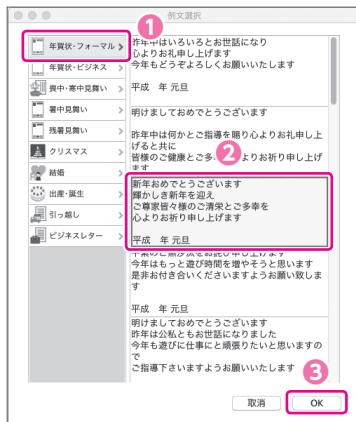 例文選択
1
年賀状・フォーマル
年賀状・ビジネス
喪中・寒中見舞い
暑中見舞い
残暑見舞い
クリスマス
結婚
出産・誕生
引っ越し
ビジネスレター
昨年中はいろいろとお世話になり
心よりお礼申し上げます
今年もどうぞよろしくお願いいたします
平成　年 元旦
明けましておめでとうございます
昨年中は何かとご指導を賜り心よりお礼申し上
げると共に
皆様のご健康とご多
2
よりお祈り申し上げ
ます
新年おめでとうございます
輝かしき新年を迎え
ご尊家皆々様のご清栄とご多幸を
心よりお祈り申し上げます
平成　年 元旦
今年はもっと遊び時間を増やそうと思います
是非お付き合いくださいますようお願い致しま
す
平成　年 元旦
明けましておめでとうございます
昨年は公私ともお世話になりました
今年も遊びに仕事にと頑張りたいと思いますの
で
ご指導下さいますようお願いいたします
3
取消
OK